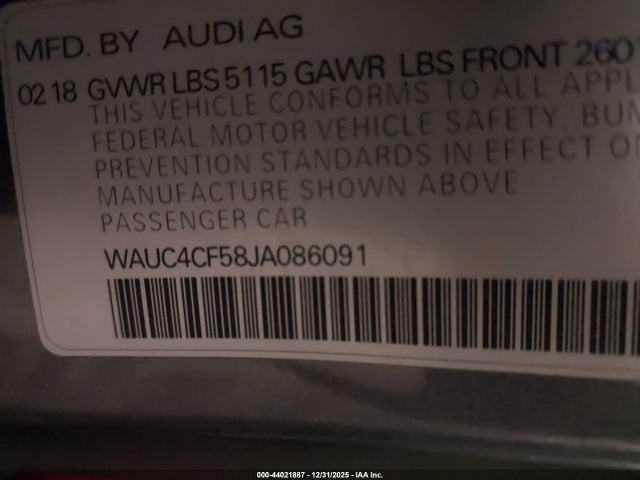 MFD. BY AUDI AG
02 18 GVWR LBS 5115 GAWR LBS FRONT 260
THIS VEHICLE CONFORMS TO ALL
FEDERAL MOTOR VEHICLE SAFETY,
PREVENTION STANDARDS IN EFFECT
MANUFACTURE SHOWN ABOVE
PASSENGER CAR
WAUC4CF58JA086091
000-44021887 - 12/31/2025 - IAA Inc.